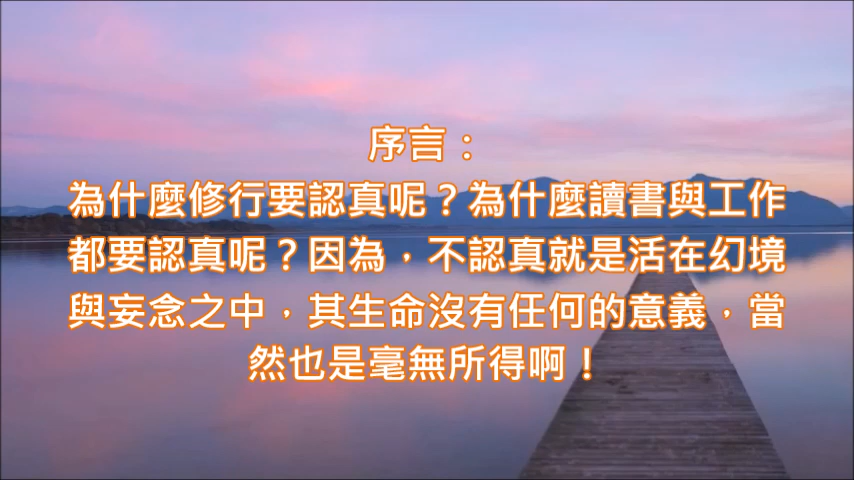 序言：
為什麼修行要認真呢？為什麼讀書與工作
都要認真呢？因為，不認真就是活在幻境
與妄念之中，其生命沒有任何的意義，當
然也是毫無所得啊！